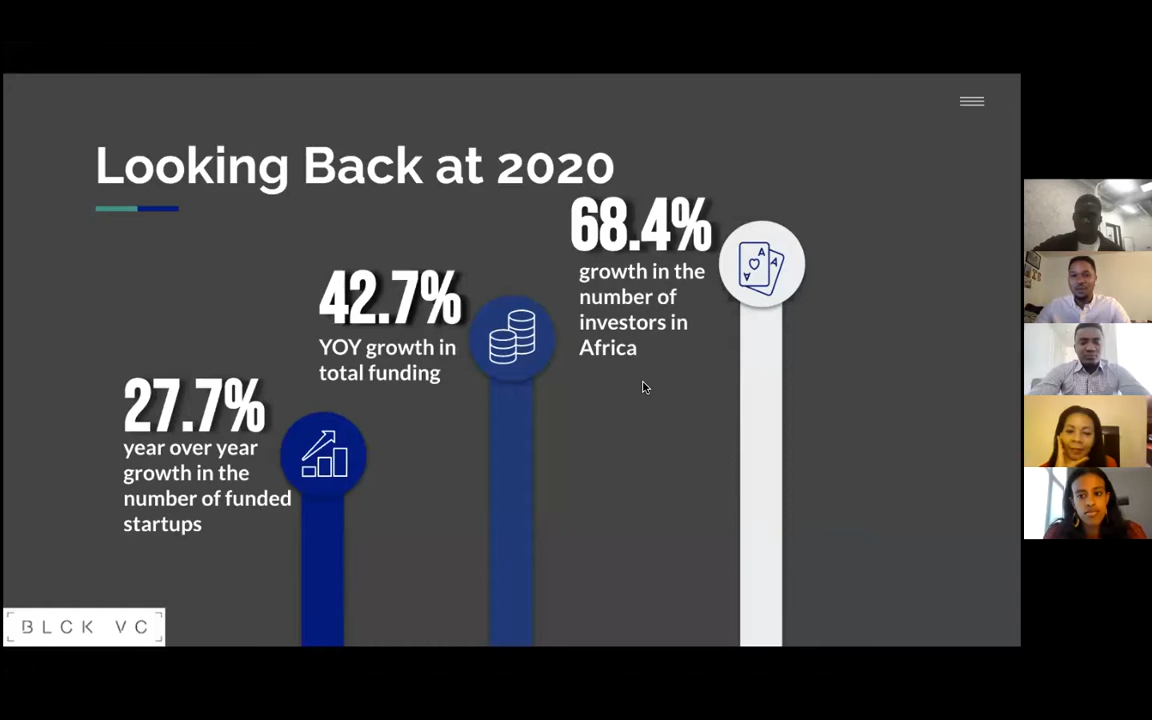 Looking Back at 2020
68.4%
growth in the
number of
investors in
Africa
42.7%
YOY growth in
total funding
27.7%
year over year
growth in the
number of funded
startups
A
A
A
BLCK VC